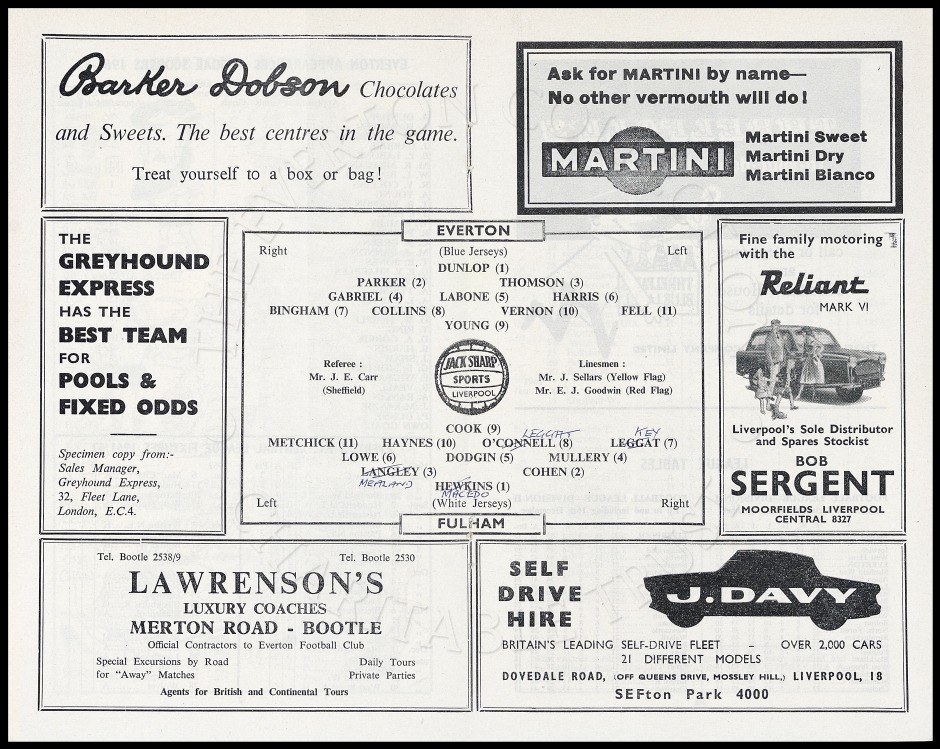 Barker Dobson Chocolates
and Sweets. The best centres in the game.
Treat yourself to a box or bag!
Ask for MARTINI by name—
No other vermouth will do!
MARTINI
Martini Sweet
Martini Dry
Martini Bianco
THE
GREYHOUND
EXPRESS
HAS THE
BEST TEAM
FOR
POOLS &
FIXED ODDS
Specimen copy from:-
Sales Manager,
Greyhound Express,
32, Fleet Lane,
London, E.C.4.
EVERTON
Right (Blue Jerseys) Left
DUNLOP (1)
PARKER (2) THOMSON (3)
GABRIEL (4) LABONE (5) HARRIS (6)
BINGHAM (7) COLLINS (8) VERNON (10) FELL (11)
YOUNG (9)
Referee :
Mr. J. E. Carr
(Sheffield)
JACK SHARP
SPORTS
LIVERPOOL
Linesmen :
Mr. J. Sellars (Yellow Flag)
Mr. E. J. Goodwin (Red Flag)
COOK (9)
LEGGAT KEY
METCHICK (11) HAYNES (10) O'CONNELL (8) LEGGAT (7)
LOWE (6) DODGIN (5) MULLERY (4)
LANGLEY (3) COHEN (2)
MEALAND HEWKINS (1)
MACEDO
Left (White Jerseys) Right
FULHAM
Fine family motoring
with the
Reliant
MARK VI
Liverpool's Sole Distributor
and Spares Stockist
BOB
SERGENT
MOORFIELDS LIVERPOOL
CENTRAL 8327
Tel. Bootle 2538/9 Tel. Bootle 2530
LAWRENSON'S
LUXURY COACHES
MERTON ROAD - BOOTLE
Official Contractors to Everton Football Club
Special Excursions by Road Daily Tours
for "Away" Matches Private Parties
Agents for British and Continental Tours
SELF
DRIVE
HIRE
J. DAVY
BRITAIN'S LEADING SELF-DRIVE FLEET – OVER 2,000 CARS
21 DIFFERENT MODELS
DOVEDALE ROAD, (OFF QUEENS DRIVE, MOSSLEY HILL,) LIVERPOOL, 18
SEFton Park 4000